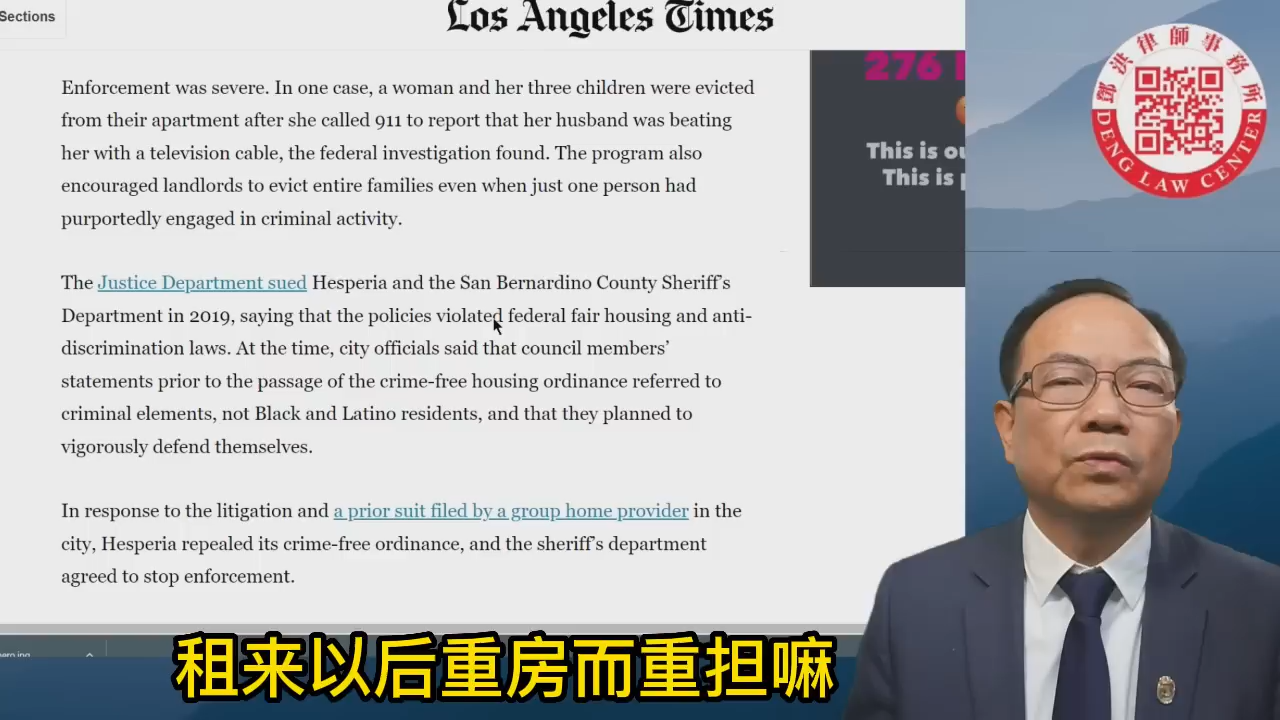 Sections
Los Angeles Times
Enforcement was severe. In one case, a woman and her three children were evicted
from their apartment after she called 911 to report that her husband was beating
her with a television cable, the federal investigation found. The program also
encouraged landlords to evict entire families even when just one person had
purportedly engaged in criminal activity.
The Justice Department sued Hesperia and the San Bernardino County Sheriff’s
Department in 2019, saying that the policies violated federal fair housing and anti-
discrimination laws. At the time, city officials said that council members’
statements prior to the passage of the crime-free housing ordinance referred to
criminal elements, not Black and Latino residents, and that they planned to
vigorously defend themselves.
In response to the litigation and a prior suit filed by a group home provider in the
city, Hesperia repealed its crime-free ordinance, and the sheriff’s department
agreed to stop enforcement.
276
This is
This is
鄧洪律師事務所
DENG LAW CENTER
租来以后重房而重担嘛